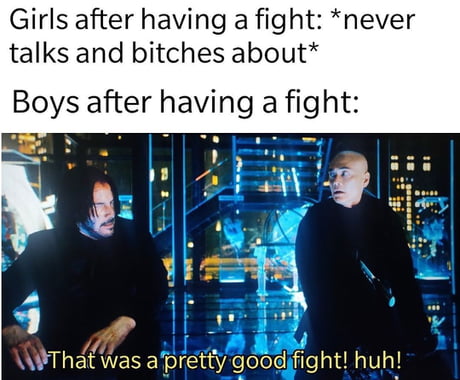 Girls after having a fight: *never
talks and bitches about*
Boys after having a fight:
That was a pretty good fight! huh!